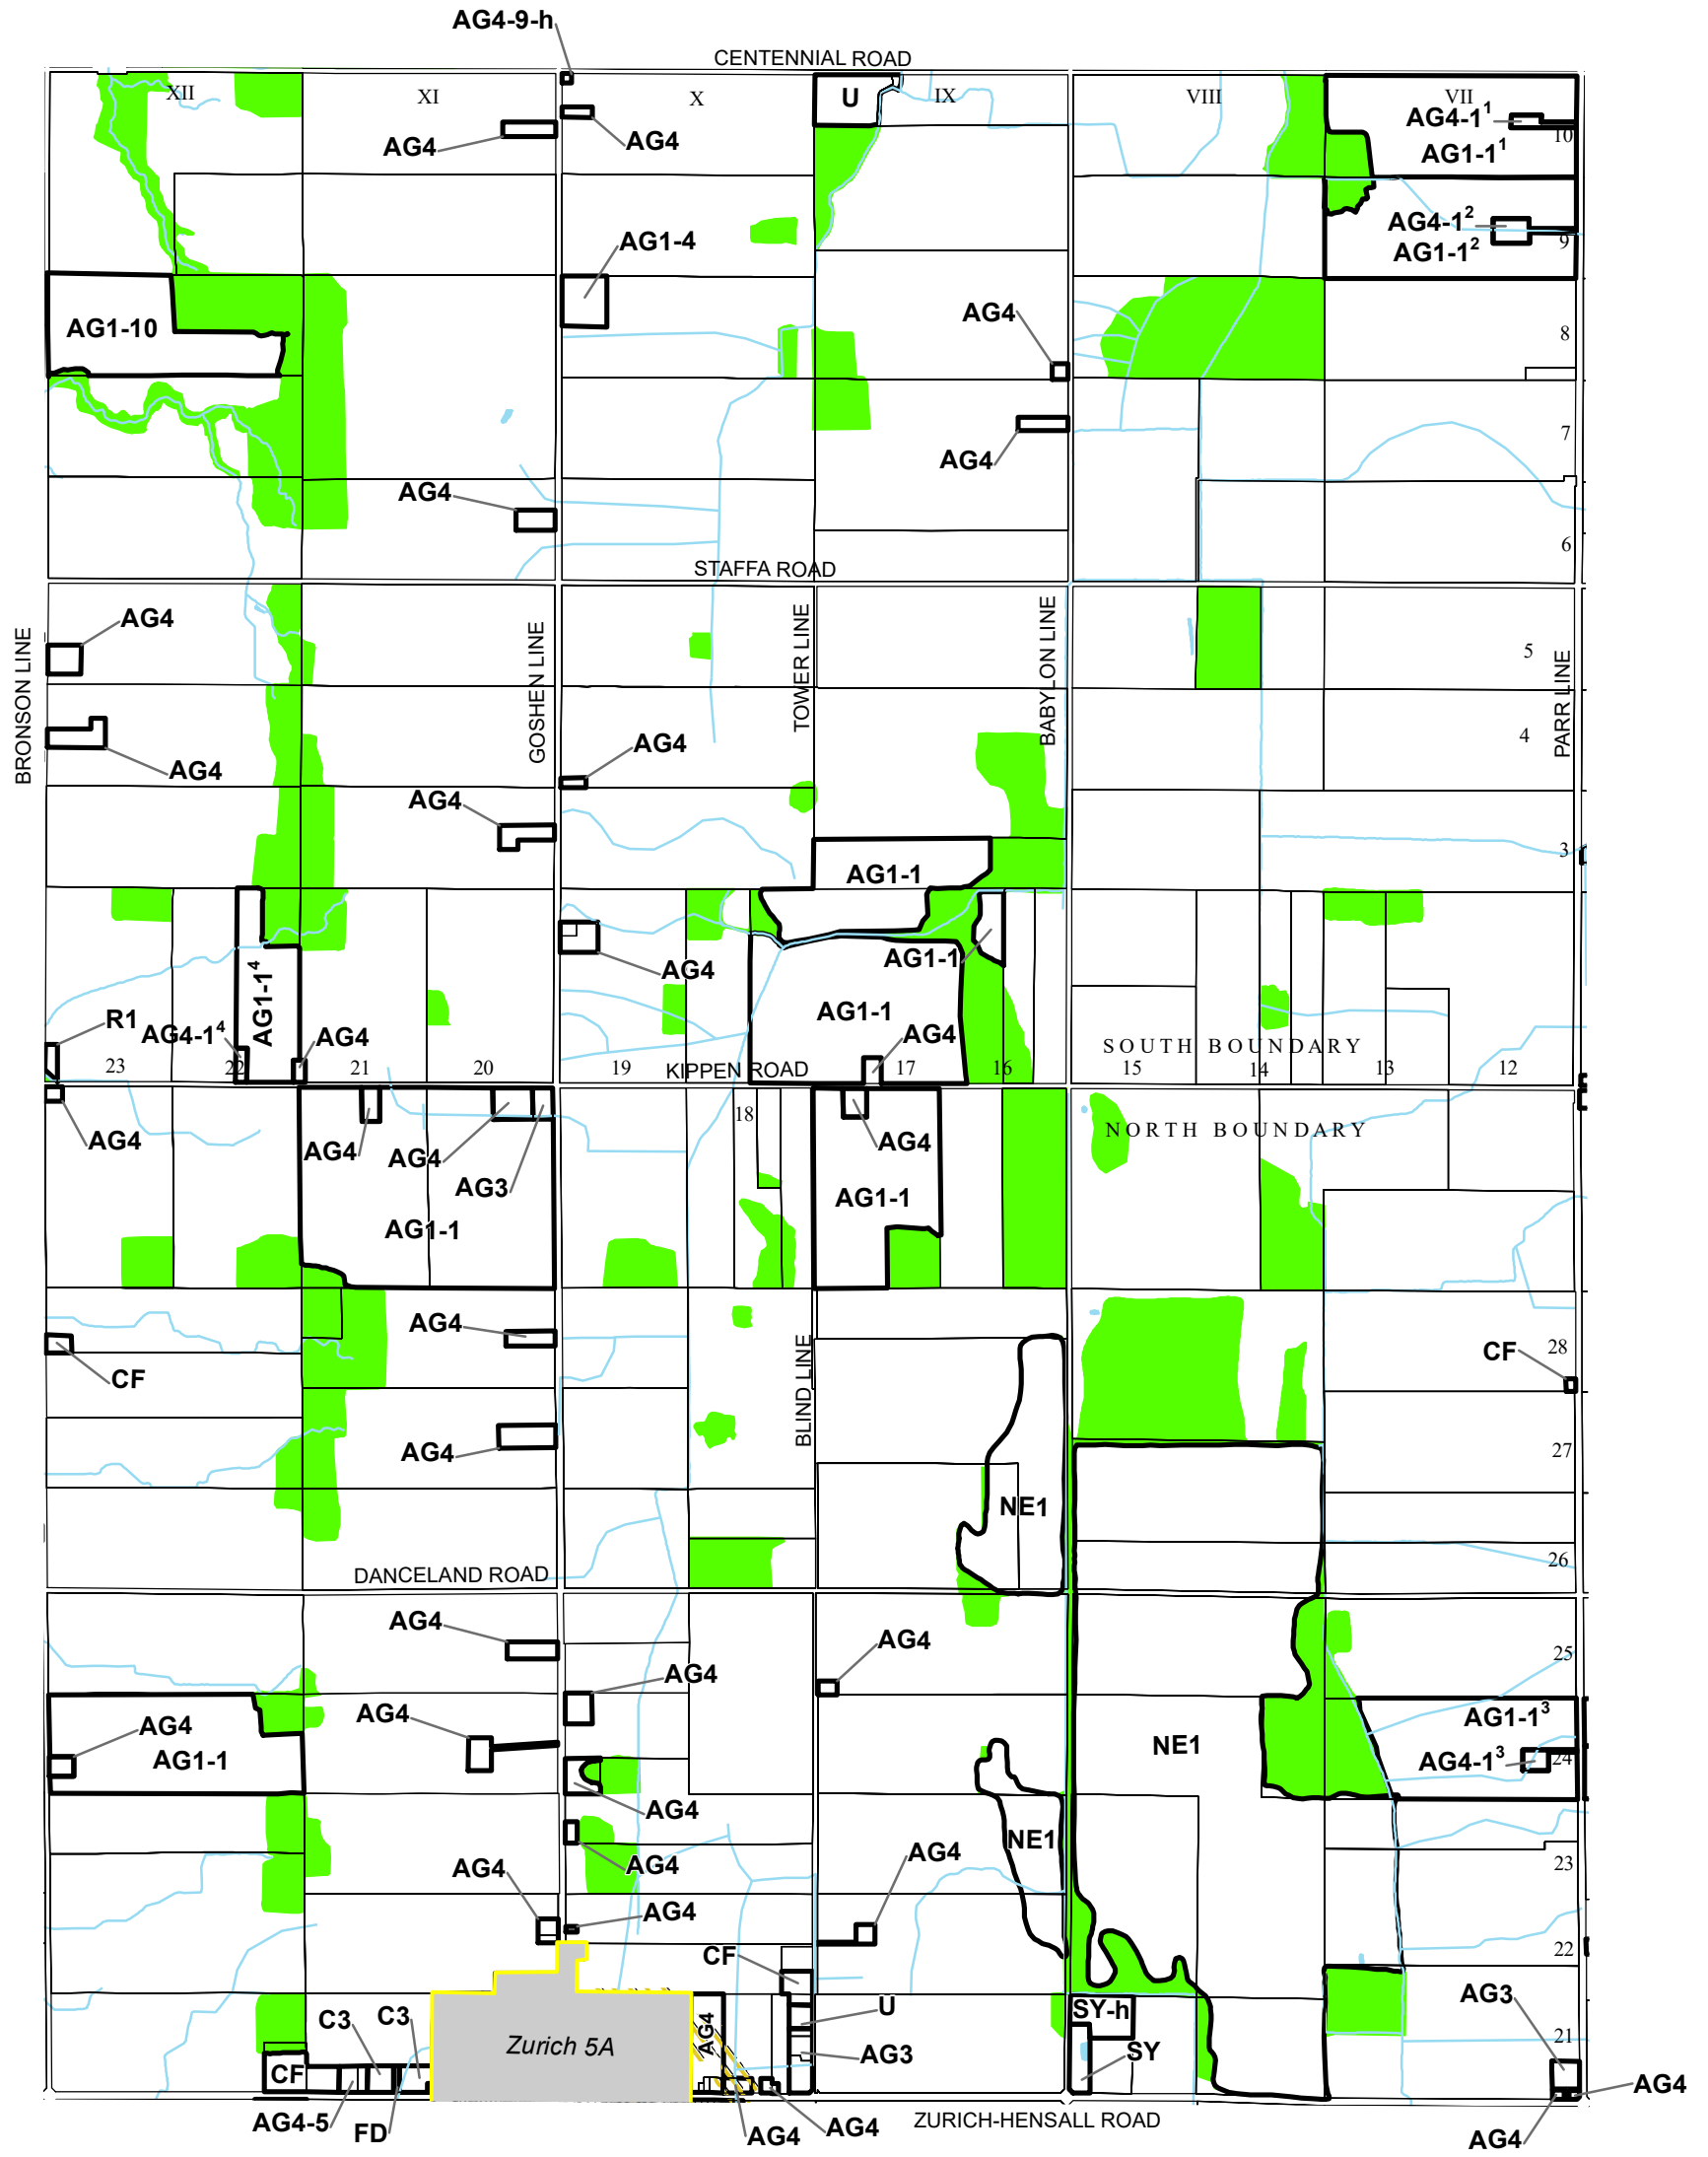 AG4-9-h
CENTENNIAL ROAD
XII
XI
X
U
IX
VIII
VII
AG4-1¹
10
AG4
AG4
AG1-1¹
AG4-1²
AG1-4
9
AG1-1²
AG1-10
AG4
8
7
AG4
AG4
6
STAFFA ROAD
BRONSON LINE
GOSHEN LINE
TOWER LINE
BABYLON LINE
PARR LINE
AG4
5
4
AG4
AG4
AG4
3
AG1-1
AG1-1
AG4
AG1-1⁴
AG1-1
R1
AG4-1⁴
AG4
AG4
SOUTH BOUNDARY
23
22
21
20
19
KIPPEN ROAD
17
16
15
14
13
12
18
NORTH BOUNDARY
AG4
AG4
AG4
AG4
AG3
AG1-1
AG1-1
AG4
CF
BLIND LINE
28
CF
AG4
27
NE1
26
DANCELAND ROAD
AG4
AG4
25
AG4
AG4
AG4
AG1-1
NE1
AG1-1³
AG4-1³
24
AG4
NE1
AG4
AG4
AG4
23
AG4
CF
22
U
SY-h
AG3
C3
C3
AG4
21
Zurich 5A
AG3
SY
CF
AG4
AG4-5
FD
AG4
AG4
ZURICH-HENSALL ROAD
AG4